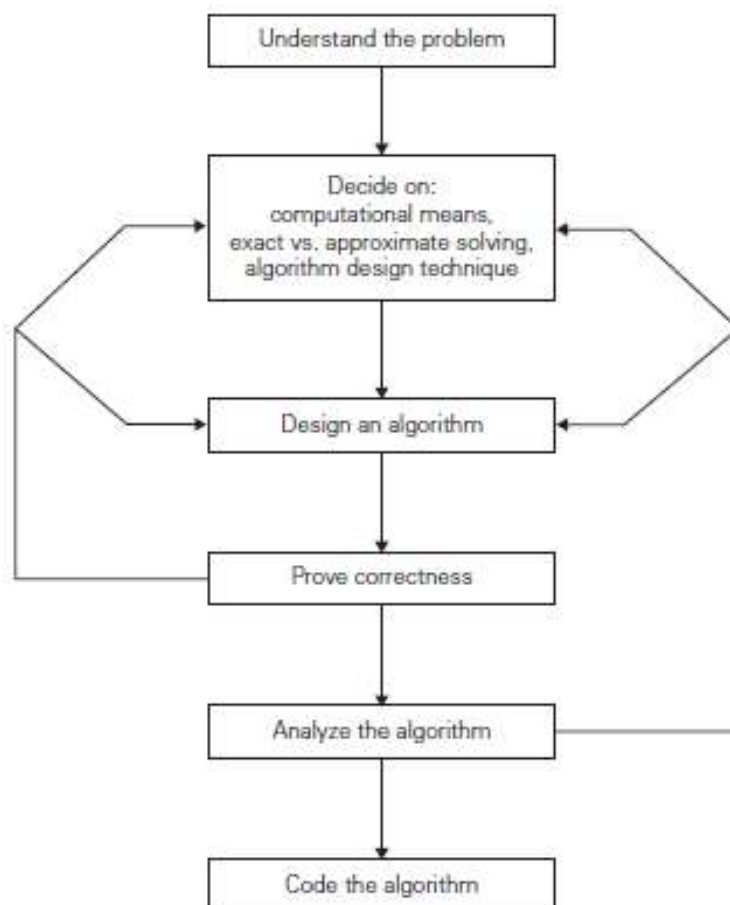 Understand the problem
Decide on:
computational means,
exact vs. approximate solving,
algorithm design technique
Design an algorithm
Prove correctness
Analyze the algorithm
Code the algorithm